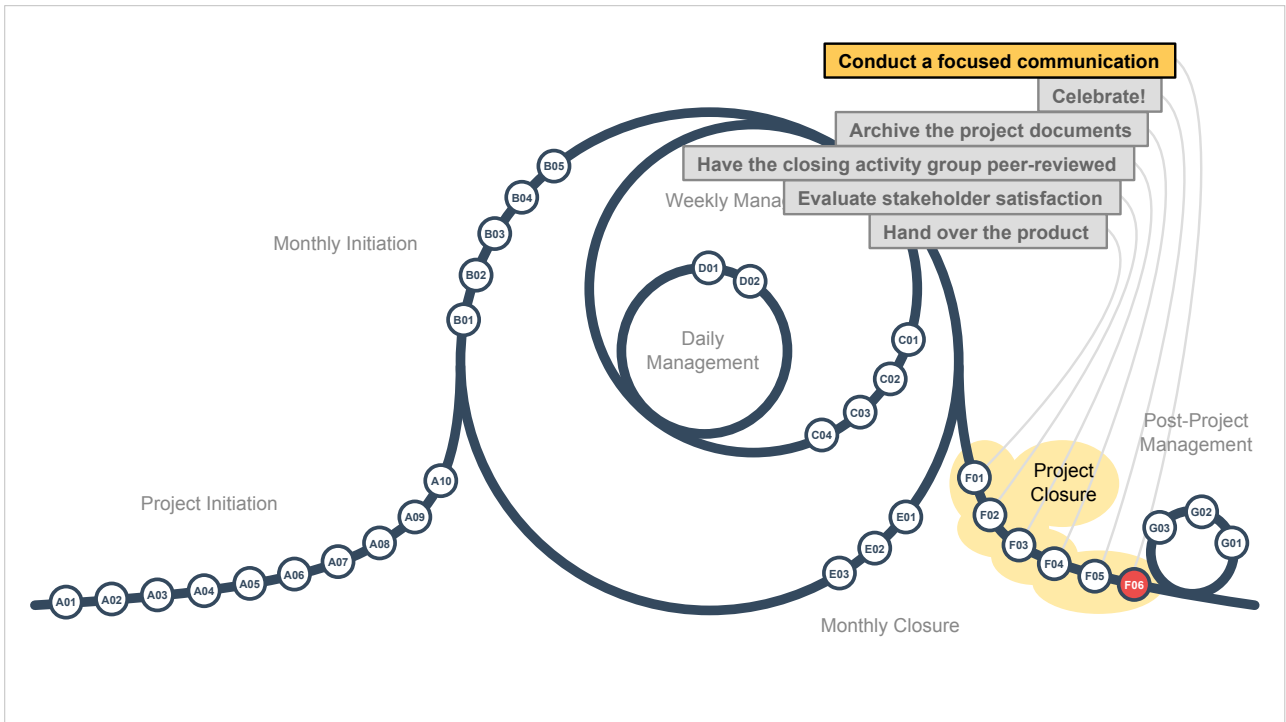 Conduct a focused communication
Celebrate!
Archive the project documents
Have the closing activity group peer-reviewed
Weekly Mana
Evaluate stakeholder satisfaction
Hand over the product
Monthly Initiation
B05
B04
B03
B02
B01
D01
D02
Daily
Management
C01
C02
C03
C04
Post-Project
Management
Project
Closure
Project Initiation
A10
A09
A08
A07
A06
A05
A04
A03
A02
A01
E01
E02
E03
Monthly Closure
F01
F02
F03
F04
F05
F06
G03
G02
G01